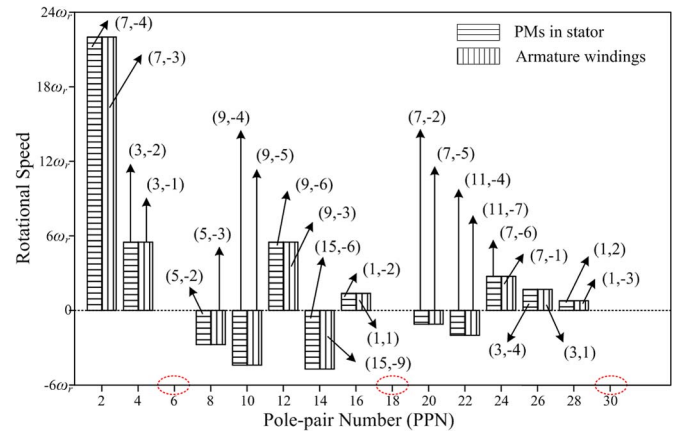 24ωr
18ωr
12ωr
6ωr
0
-6ωr
Rotational Speed
PMs in stator
Armature windings
(7,-4)
(7,-3)
(3,-2)
(3,-1)
(5,-2)
(5,-3)
(9,-4)
(9,-5)
(9,-6)
(9,-3)
(15,-6)
(15,-9)
(1,-2)
(1,1)
(7,-2)
(7,-5)
(11,-4)
(11,-7)
(7,-6)
(7,-1)
(3,-4)
(3,1)
(1,2)
(1,-3)
2 4 6 8 10 12 14 16 18 20 22 24 26 28 30
Pole-pair Number (PPN)